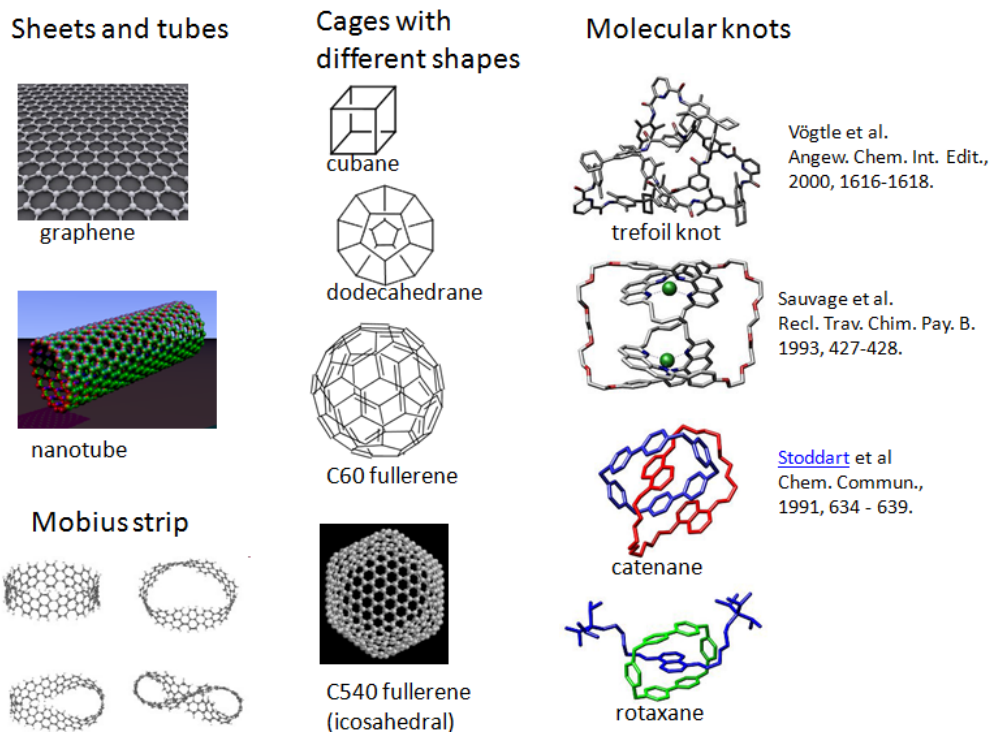 Sheets and tubes
graphene
nanotube
Mobius strip
Cages with
different shapes
cubane
dodecahedrane
C60 fullerene
C540 fullerene
(icosahedral)
Molecular knots
trefoil knot
Vögtle et al.
Angew. Chem. Int. Edit.,
2000, 1616-1618.
Sauvage et al.
Recl. Trav. Chim. Pay. B.
1993, 427-428.
Stoddart et al
Chem. Commun.,
1991, 634 - 639.
catenane
rotaxane